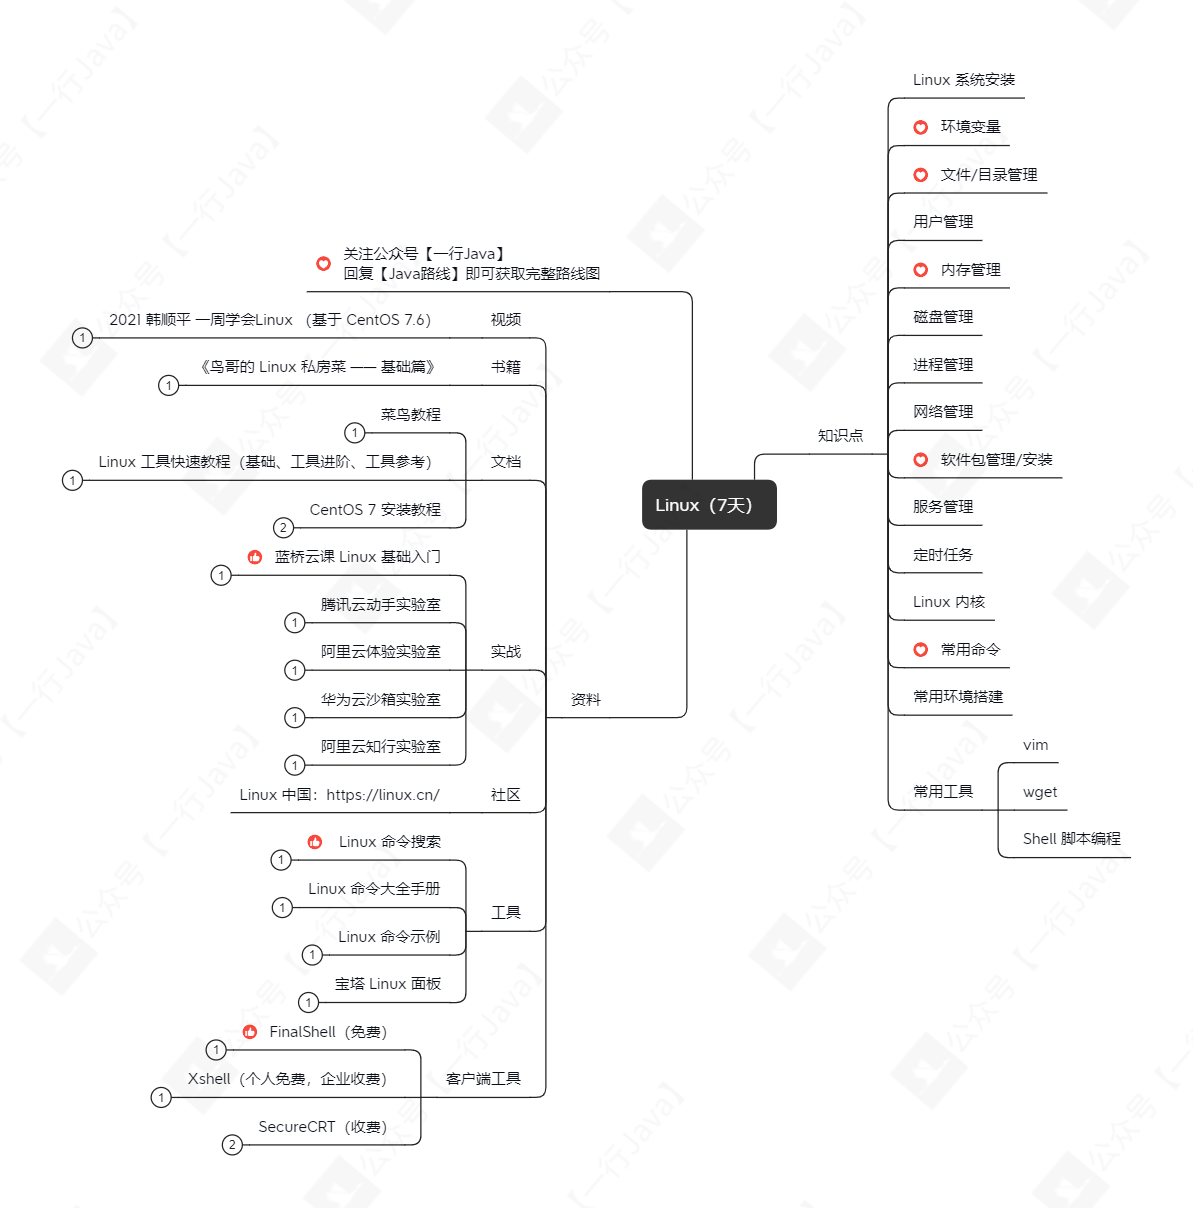 Linux（7天）
知识点
Linux 系统安装
环境变量
文件/目录管理
用户管理
内存管理
磁盘管理
进程管理
网络管理
软件包管理/安装
服务管理
定时任务
Linux 内核
常用命令
常用环境搭建
常用工具
vim
wget
Shell 脚本编程
关注公众号【一行Java】
回复【Java路线】即可获取完整路线图
资料
视频
2021 韩顺平 一周学会Linux （基于 CentOS 7.6）
1
书籍
《鸟哥的 Linux 私房菜 —— 基础篇》
1
文档
菜鸟教程
1
Linux 工具快速教程（基础、工具进阶、工具参考）
1
CentOS 7 安装教程
2
实战
蓝桥云课 Linux 基础入门
1
腾讯云动手实验室
1
阿里云体验实验室
1
华为云沙箱实验室
1
阿里云知行实验室
1
社区
Linux 中国：https://linux.cn/
工具
Linux 命令搜索
1
Linux 命令大全手册
1
Linux 命令示例
1
宝塔 Linux 面板
1
客户端工具
FinalShell（免费）
1
Xshell（个人免费，企业收费）
1
SecureCRT（收费）
2
公众号【一行Java】